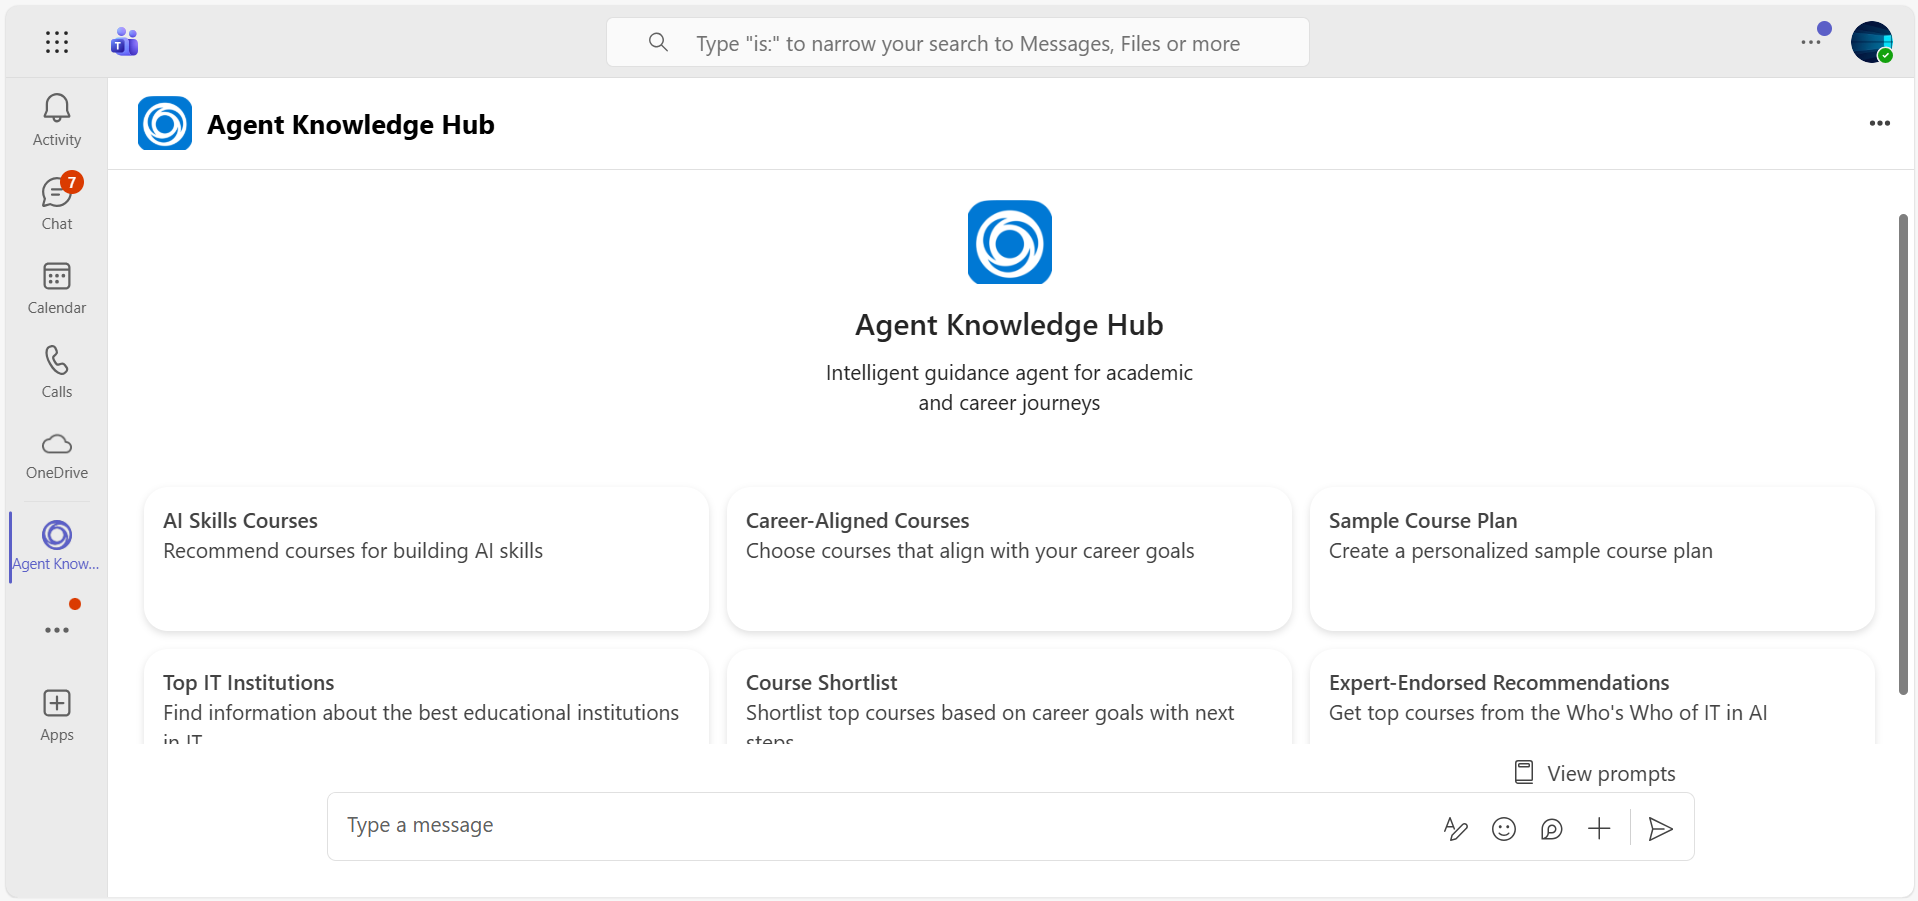 Type "is:" to narrow your search to Messages, Files or more
Activity
7
Chat
Calendar
Calls
OneDrive
Agent Know...
Apps
Agent Knowledge Hub
Agent Knowledge Hub
Intelligent guidance agent for academic
and career journeys
AI Skills Courses
Recommend courses for building AI skills
Career-Aligned Courses
Choose courses that align with your career goals
Sample Course Plan
Create a personalized sample course plan
Top IT Institutions
Find information about the best educational institutions
in IT
Course Shortlist
Shortlist top courses based on career goals with next
steps
Expert-Endorsed Recommendations
Get top courses from the Who's Who of IT in AI
View prompts
Type a message